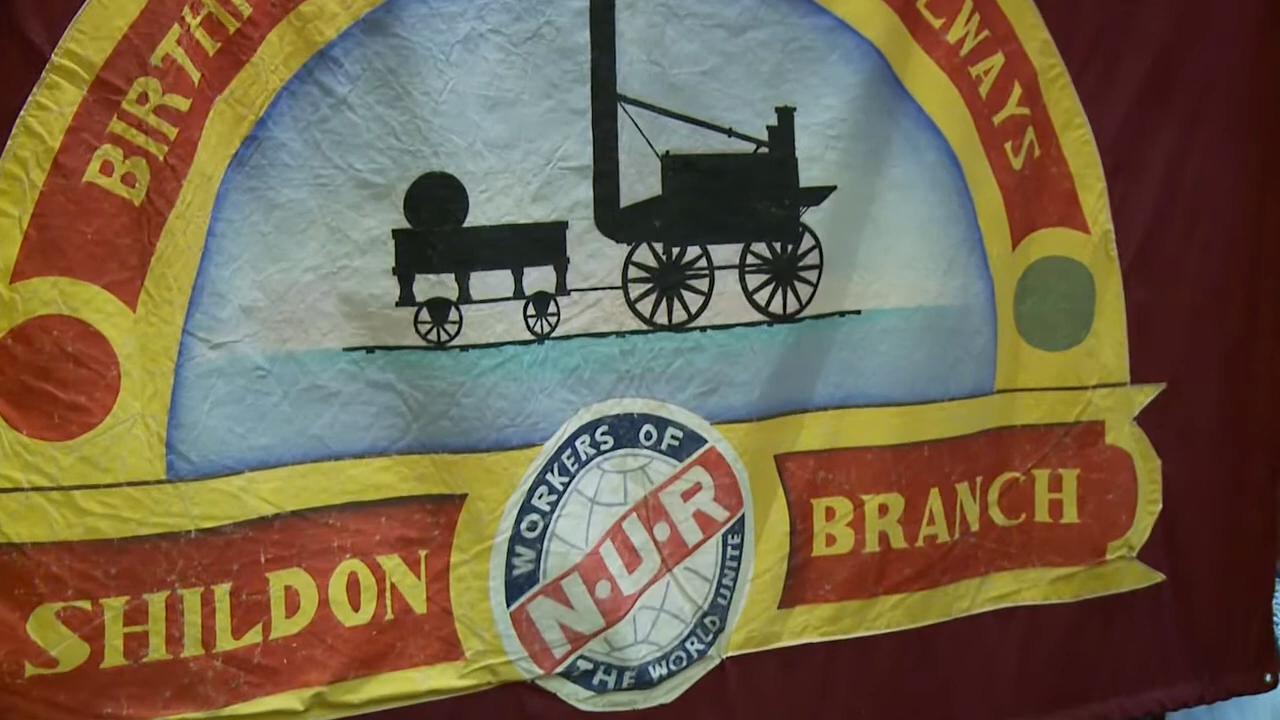 BIRTH
LWAYS
WORKERS OF
N·U·R
THE WORLD UNITE
SHILDON
BRANCH